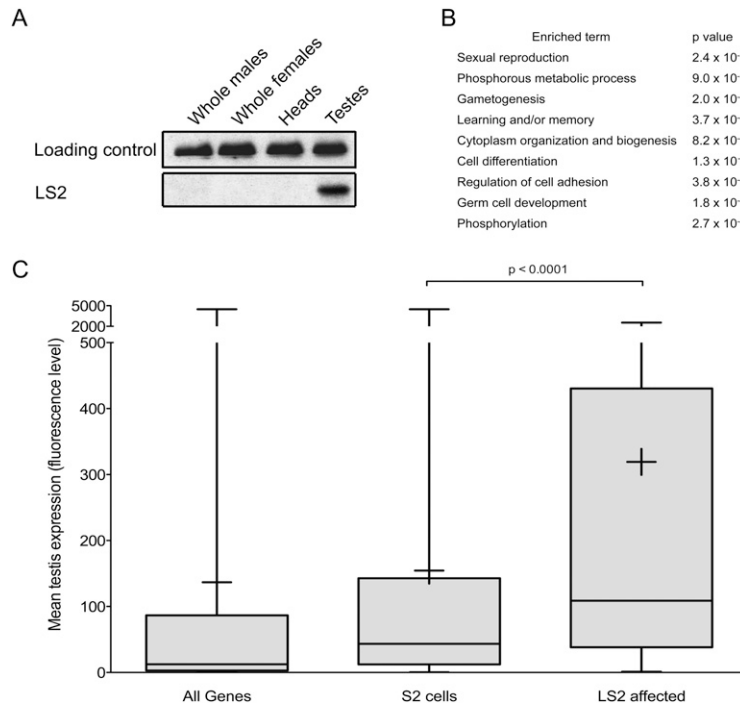 A
Whole males
Whole females
Heads
Testes
Loading control
LS2
B
Enriched term p value
Sexual reproduction 2.4 x 10-
Phosphorous metabolic process 9.0 x 10-
Gametogenesis 2.0 x 10-
Learning and/or memory 3.7 x 10-
Cytoplasm organization and biogenesis 8.2 x 10-
Cell differentiation 1.3 x 10-
Regulation of cell adhesion 3.8 x 10-
Germ cell development 1.8 x 10-
Phosphorylation 2.7 x 10-
C
p < 0.0001
5000
2000
500
400
300
200
100
0
Mean testis expression (fluorescence level)
All Genes
S2 cells
LS2 affected